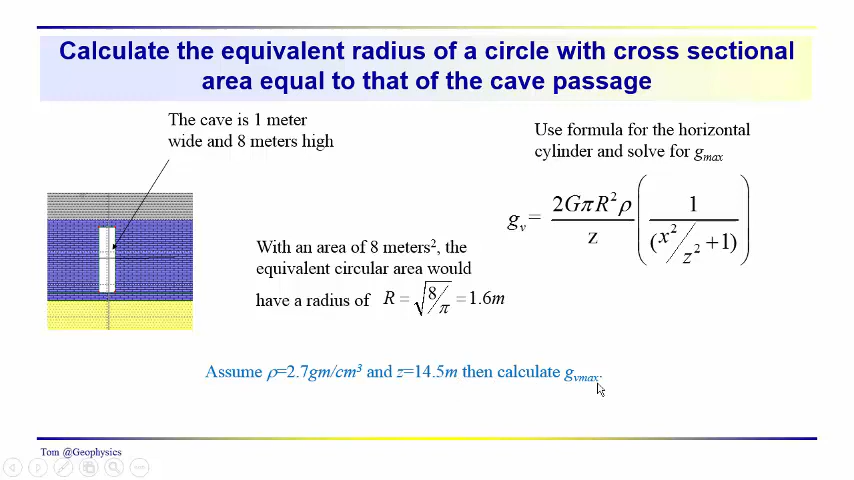 Calculate the equivalent radius of a circle with cross sectional
area equal to that of the cave passage
The cave is 1 meter
wide and 8 meters high
Use formula for the horizontal
cylinder and solve for g_max
g_v = 2GπR²ρ / z (1 / (x²/z² + 1))
With an area of 8 meters², the
equivalent circular area would
have a radius of R = √(8/π) = 1.6m
Assume ρ=2.7gm/cm³ and z=14.5m then calculate g_vmax.
Tom @Geophysics